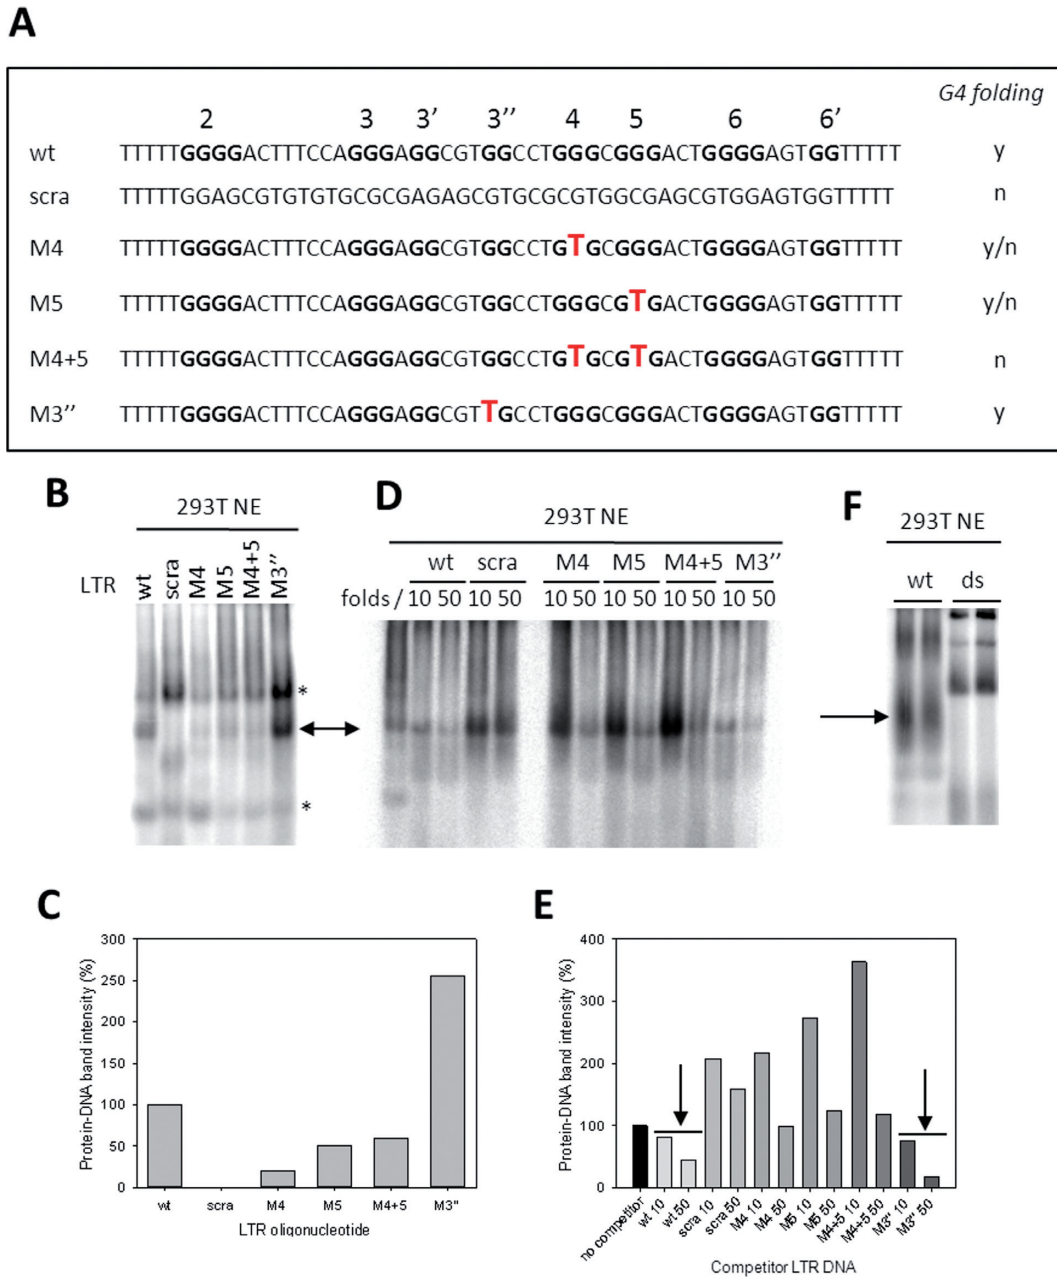 A
G4 folding
2 3 3’ 3’’ 4 5 6 6’
wt TTTTTGGGGACTTTCCAGGGAGGCGTGGCCTGGGCGGGACTGGGGAGTGGTTTTT y
scra TTTTTGGAGCGTGTGTGCGCGAGAGCGTGCGCGTGGCGAGCGTGGAGTGGTTTTT n
M4 TTTTTGGGGACTTTCCAGGGAGGCGTGGCCTGTGCGGGACTGGGGAGTGGTTTTT y/n
M5 TTTTTGGGGACTTTCCAGGGAGGCGTGGCCTGGGCGTGACTGGGGAGTGGTTTTT y/n
M4+5 TTTTTGGGGACTTTCCAGGGAGGCGTGGCCTGTGCGTGACTGGGGAGTGGTTTTT n
M3’’ TTTTTGGGGACTTTCCAGGGAGGCGTTGCCTGGGCGGGACTGGGGAGTGGTTTTT y
B
293T NE
LTR wt scra M4 M5 M4+5 M3’’
*
*
D
293T NE
wt scra M4 M5 M4+5 M3’’
folds / 10 50 10 50 10 50 10 50 10 50 10 50
F
293T NE
wt ds
C
Protein-DNA band intensity (%)
300
250
200
150
100
50
0
wt scra M4 M5 M4+5 M3"
LTR oligonucleotide
E
Protein-DNA band intensity (%)
400
300
200
100
0
no competitor wt 10 wt 50 scra 10 scra 50 M4 10 M4 50 M5 10 M5 50 M4+5 10 M4+5 50 M3" 10 M3" 50
Competitor LTR DNA